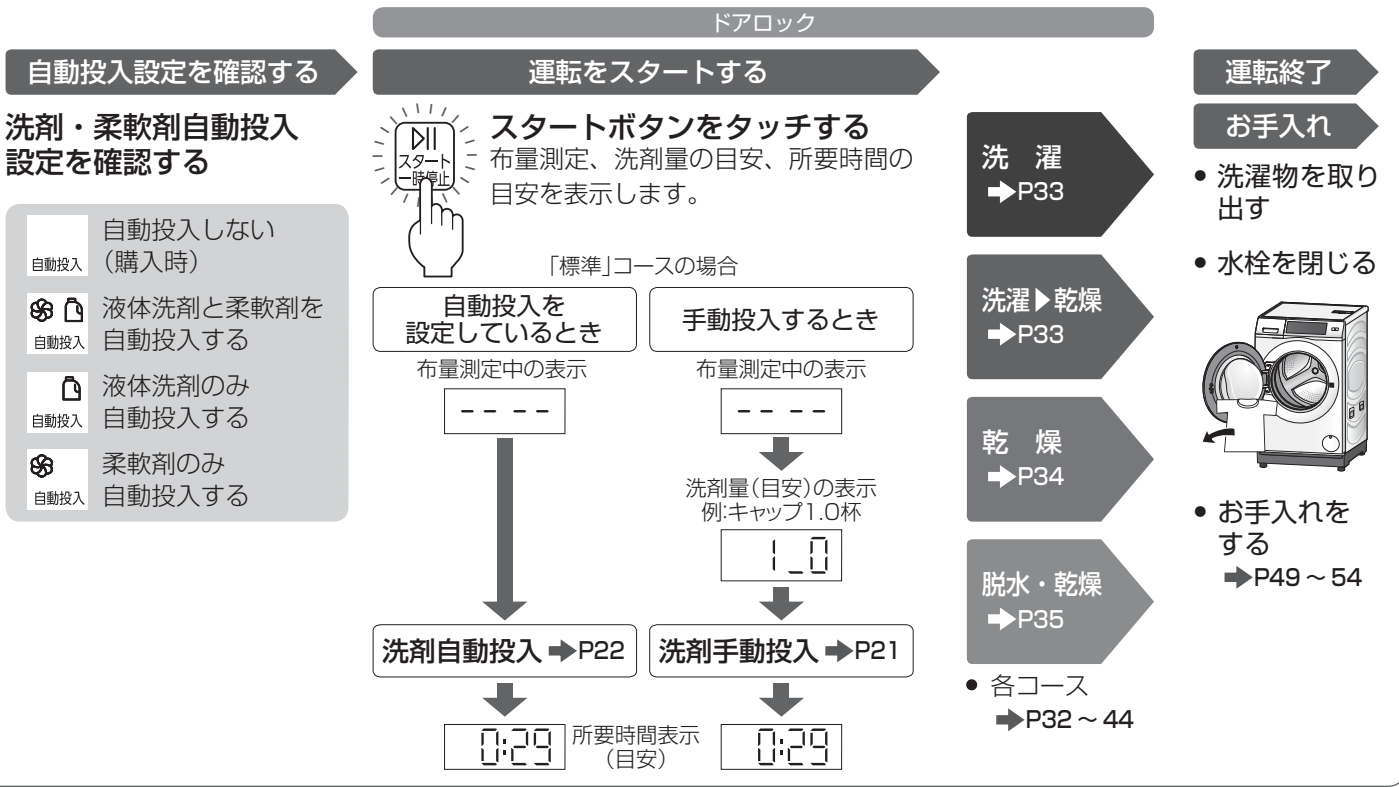 ドアロック
自動投入設定を確認する
洗剤・柔軟剤自動投入
設定を確認する
自動投入
自動投入しない
(購入時)
自動投入
液体洗剤と柔軟剤を
自動投入する
自動投入
液体洗剤のみ
自動投入する
自動投入
柔軟剤のみ
自動投入する
運転をスタートする
スタート
一時停止
スタートボタンをタッチする
布量測定、洗剤量の目安、所要時間の
目安を表示します。
「標準」コースの場合
自動投入を
設定しているとき
布量測定中の表示
- - - -
洗剤自動投入 ➡P22
0:29
手動投入するとき
布量測定中の表示
- - - -
洗剤量(目安)の表示
例:キャップ1.0杯
1_0
洗剤手動投入 ➡P21
0:29
所要時間表示
(目安)
洗 濯
➡P33
洗濯▶乾燥
➡P33
乾 燥
➡P34
脱水・乾燥
➡P35
• 各コース
➡P32～44
運転終了
お手入れ
• 洗濯物を取り
出す
• 水栓を閉じる
• お手入れを
する
➡P49～54